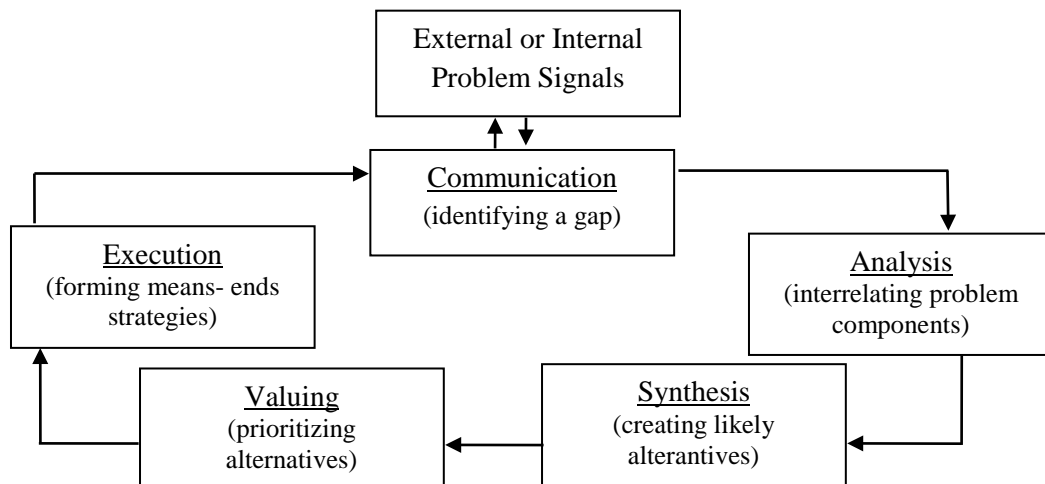 External or Internal
Problem Signals
Communication
(identifying a gap)
Analysis
(interrelating problem
components)
Synthesis
(creating likely
alterantives)
Valuing
(prioritizing
alternatives)
Execution
(forming means- ends
strategies)